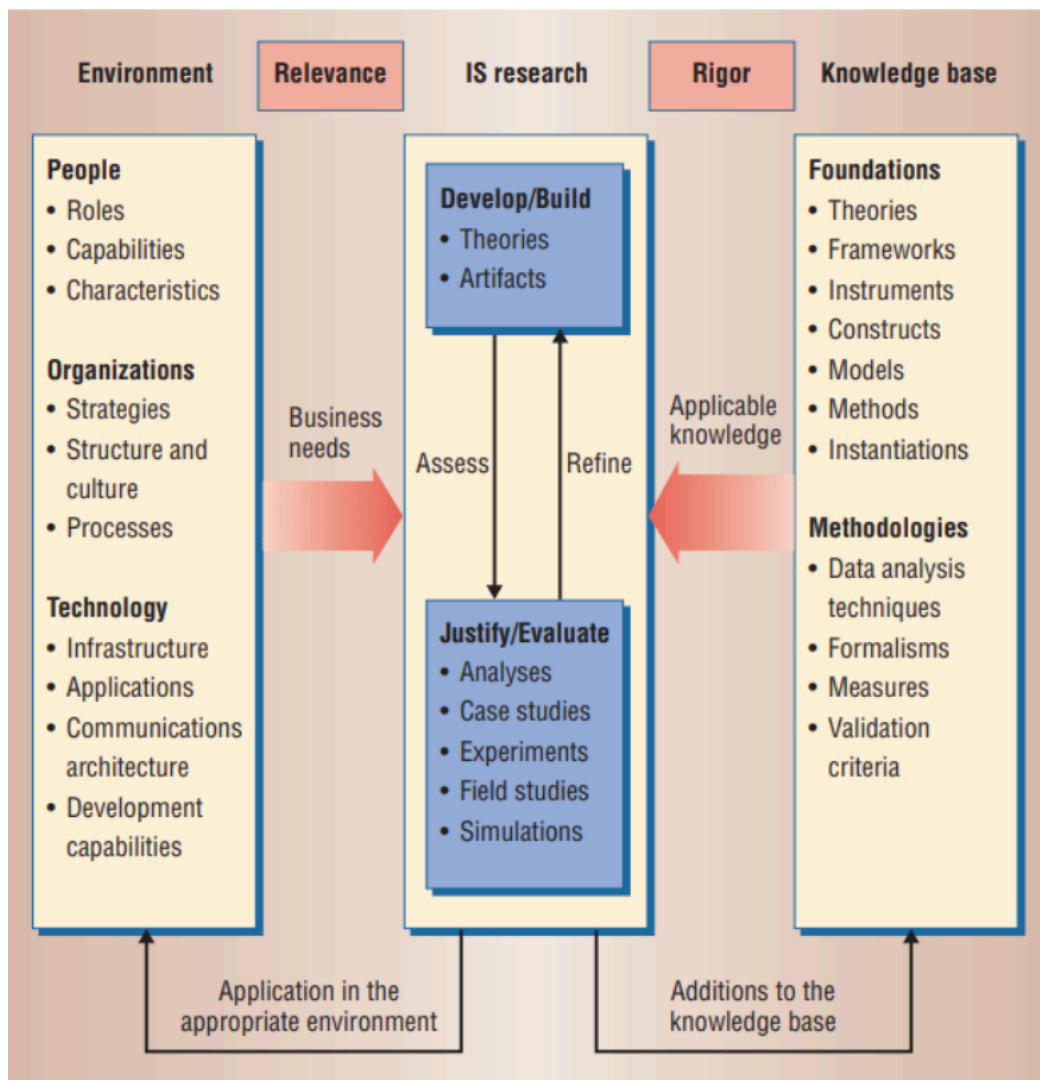 Environment
Relevance
IS research
Rigor
Knowledge base
People
• Roles
• Capabilities
• Characteristics
Organizations
• Strategies
• Structure and
culture
• Processes
Technology
• Infrastructure
• Applications
• Communications
architecture
• Development
capabilities
Business
needs
Develop/Build
• Theories
• Artifacts
Assess
Refine
Justify/Evaluate
• Analyses
• Case studies
• Experiments
• Field studies
• Simulations
Applicable
knowledge
Foundations
• Theories
• Frameworks
• Instruments
• Constructs
• Models
• Methods
• Instantiations
Methodologies
• Data analysis
techniques
• Formalisms
• Measures
• Validation
criteria
Application in the
appropriate environment
Additions to the
knowledge base